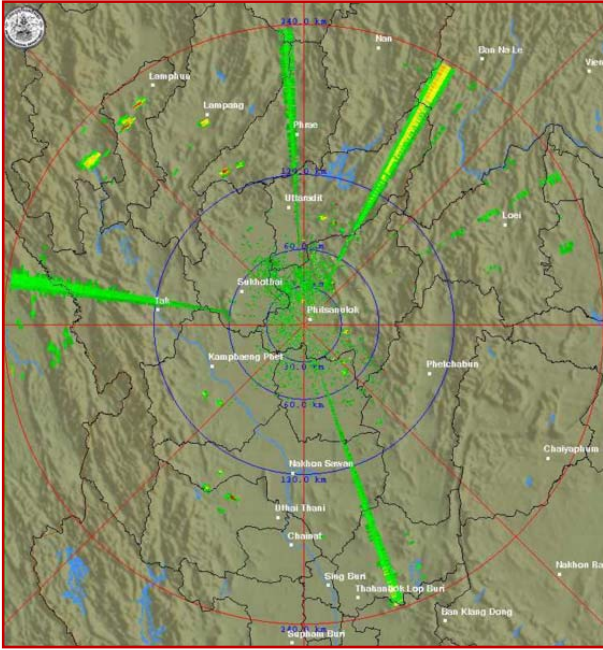 240.0 km
Nan
Ban Na Le
Vien
Lamphun
Lampang
Phrae
120.0 km
Uttaradit
Loei
60.0 km
Sukhothai
Tak
Phitsanulok
30.0 km
Kamphaeng Phet
Phetchabun
60.0 km
Chaiyaphum
Nakhon Sawan
120.0 km
Uthai Thani
Chainat
Nakhon Ra
Sing Buri
Thahanbok Lop Buri
Ban Klang Dong
240.0 km
Suphan Buri